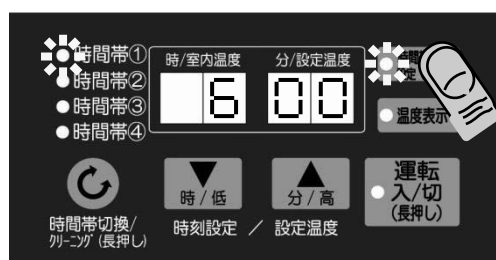 時間帯①
時間帯②
時間帯③
時間帯④
時/室内温度
分/設定温度
6 00
温度表示
時/低
分/高
運転
入/切
(長押し)
時間帯切換/
クリーニング(長押し)
時刻設定 / 設定温度